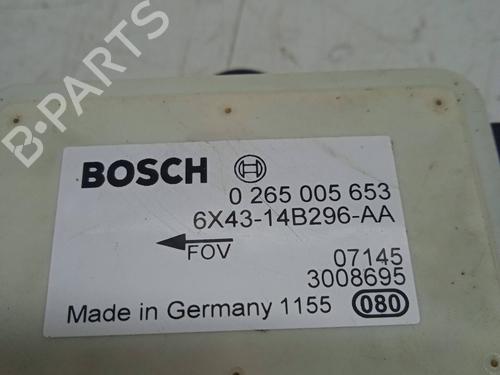 B-PARTS
BOSCH
0 265 005 653
6X43-14B296-AA
FOV
07145
3008695
Made in Germany 1155
080